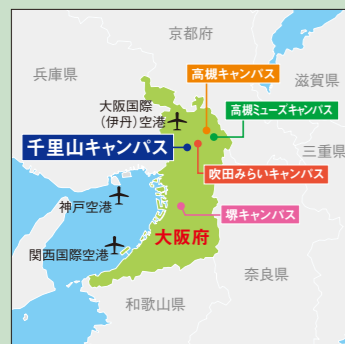 京都府
兵庫県
高槻キャンパス
滋賀県
大阪国際
（伊丹）空港
高槻ミューズキャンパス
千里山キャンパス
三重県
吹田みらいキャンパス
神戸空港
堺キャンパス
大阪府
関西国際空港
奈良県
和歌山県